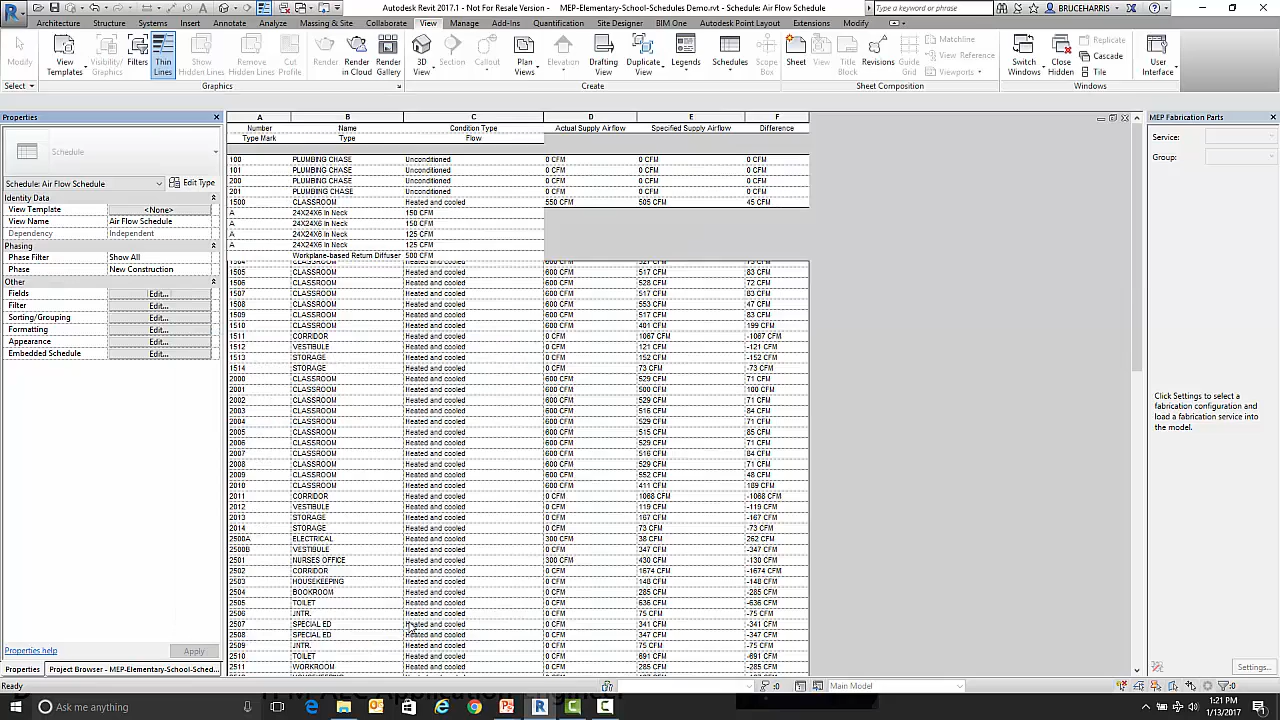 Autodesk Revit 2017.1 - Not For Resale Version - MEP-Elementary-School-Schedules Demo.rvt - Schedule: Air Flow Schedule
Type a keyword or phrase
BRUCEHARRIS
Architecture Structure Systems Insert Annotate Analyze Massing & Site Collaborate View Manage Add-Ins Quantification Site Designer BIM One Autodesk Point Layout Extensions Modify
Modify
View Templates
Visibility/ Graphics
Filters
Thin Lines
Show Hidden Lines
Remove Hidden Lines
Cut Profile
Render
Render in Cloud
Render Gallery
3D View
Section
Callout
Plan Views
Elevation
Drafting View
Duplicate View
Legends
Schedules
Scope Box
Sheet
View
Title Block
Revisions
Guide Grid
Matchline
View Reference
Viewports
Switch Windows
Close Hidden
Replicate
Cascade
Tile
User Interface
Select
Graphics
Create
Sheet Composition
Windows
Properties
Schedule
Schedule: Air Flow Schedule
Edit Type
Identity Data
View Template <None>
View Name Air Flow Schedule
Dependency Independent
Phasing
Phase Filter Show All
Phase New Construction
Other
Fields Edit...
Filter Edit...
Sorting/Grouping Edit...
Formatting Edit...
Appearance Edit...
Embedded Schedule Edit...
Properties help
Apply
Properties
Project Browser - MEP-Elementary-School-Sched...
A B C D E F
Number Name Condition Type Actual Supply Airflow Specified Supply Airflow Difference
Type Mark Type Flow
100 PLUMBING CHASE Unconditioned 0 CFM 0 CFM 0 CFM
101 PLUMBING CHASE Unconditioned 0 CFM 0 CFM 0 CFM
200 PLUMBING CHASE Unconditioned 0 CFM 0 CFM 0 CFM
201 PLUMBING CHASE Unconditioned 0 CFM 0 CFM 0 CFM
1500 CLASSROOM Heated and cooled 550 CFM 505 CFM 45 CFM
A 24X24X6 In Neck 150 CFM
A 24X24X6 In Neck 150 CFM
A 24X24X6 In Neck 125 CFM
A 24X24X6 In Neck 125 CFM
Workplane-based Return Diffuser 500 CFM
1505 CLASSROOM Heated and cooled 600 CFM 517 CFM 83 CFM
1506 CLASSROOM Heated and cooled 600 CFM 528 CFM 72 CFM
1507 CLASSROOM Heated and cooled 600 CFM 517 CFM 83 CFM
1508 CLASSROOM Heated and cooled 600 CFM 553 CFM 47 CFM
1509 CLASSROOM Heated and cooled 600 CFM 517 CFM 83 CFM
1510 CLASSROOM Heated and cooled 600 CFM 401 CFM 199 CFM
1511 CORRIDOR Heated and cooled 0 CFM 1067 CFM -1067 CFM
1512 VESTIBULE Heated and cooled 0 CFM 121 CFM -121 CFM
1513 STORAGE Heated and cooled 0 CFM 152 CFM -152 CFM
1514 STORAGE Heated and cooled 0 CFM 73 CFM -73 CFM
2000 CLASSROOM Heated and cooled 600 CFM 529 CFM 71 CFM
2001 CLASSROOM Heated and cooled 600 CFM 500 CFM 100 CFM
2002 CLASSROOM Heated and cooled 600 CFM 529 CFM 71 CFM
2003 CLASSROOM Heated and cooled 600 CFM 516 CFM 84 CFM
2004 CLASSROOM Heated and cooled 600 CFM 529 CFM 71 CFM
2005 CLASSROOM Heated and cooled 600 CFM 515 CFM 85 CFM
2006 CLASSROOM Heated and cooled 600 CFM 529 CFM 71 CFM
2007 CLASSROOM Heated and cooled 600 CFM 516 CFM 84 CFM
2008 CLASSROOM Heated and cooled 600 CFM 529 CFM 71 CFM
2009 CLASSROOM Heated and cooled 600 CFM 552 CFM 48 CFM
2010 CLASSROOM Heated and cooled 600 CFM 411 CFM 189 CFM
2011 CORRIDOR Heated and cooled 0 CFM 1068 CFM -1068 CFM
2012 VESTIBULE Heated and cooled 0 CFM 119 CFM -119 CFM
2013 STORAGE Heated and cooled 0 CFM 167 CFM -167 CFM
2014 STORAGE Heated and cooled 0 CFM 73 CFM -73 CFM
2500A ELECTRICAL Heated and cooled 300 CFM 38 CFM 262 CFM
2500B VESTIBULE Heated and cooled 0 CFM 347 CFM -347 CFM
2501 NURSES OFFICE Heated and cooled 300 CFM 430 CFM -130 CFM
2502 CORRIDOR Heated and cooled 0 CFM 1674 CFM -1674 CFM
2503 HOUSEKEEPING Heated and cooled 0 CFM 148 CFM -148 CFM
2504 BOOKROOM Heated and cooled 0 CFM 285 CFM -285 CFM
2505 TOILET Heated and cooled 0 CFM 636 CFM -636 CFM
2506 JNTR. Heated and cooled 0 CFM 75 CFM -75 CFM
2507 SPECIAL ED Heated and cooled 0 CFM 341 CFM -341 CFM
2508 SPECIAL ED Heated and cooled 0 CFM 347 CFM -347 CFM
2509 JNTR. Heated and cooled 0 CFM 75 CFM -75 CFM
2510 TOILET Heated and cooled 0 CFM 691 CFM -691 CFM
2511 WORKROOM Heated and cooled 0 CFM 285 CFM -285 CFM
MEP Fabrication Parts
Service:
Group:
Click Settings to select a
fabrication configuration and
load a fabrication service into
the model.
Settings...
Ready
:0
Main Model
:0
Ask me anything
1:21 PM
1/13/2017